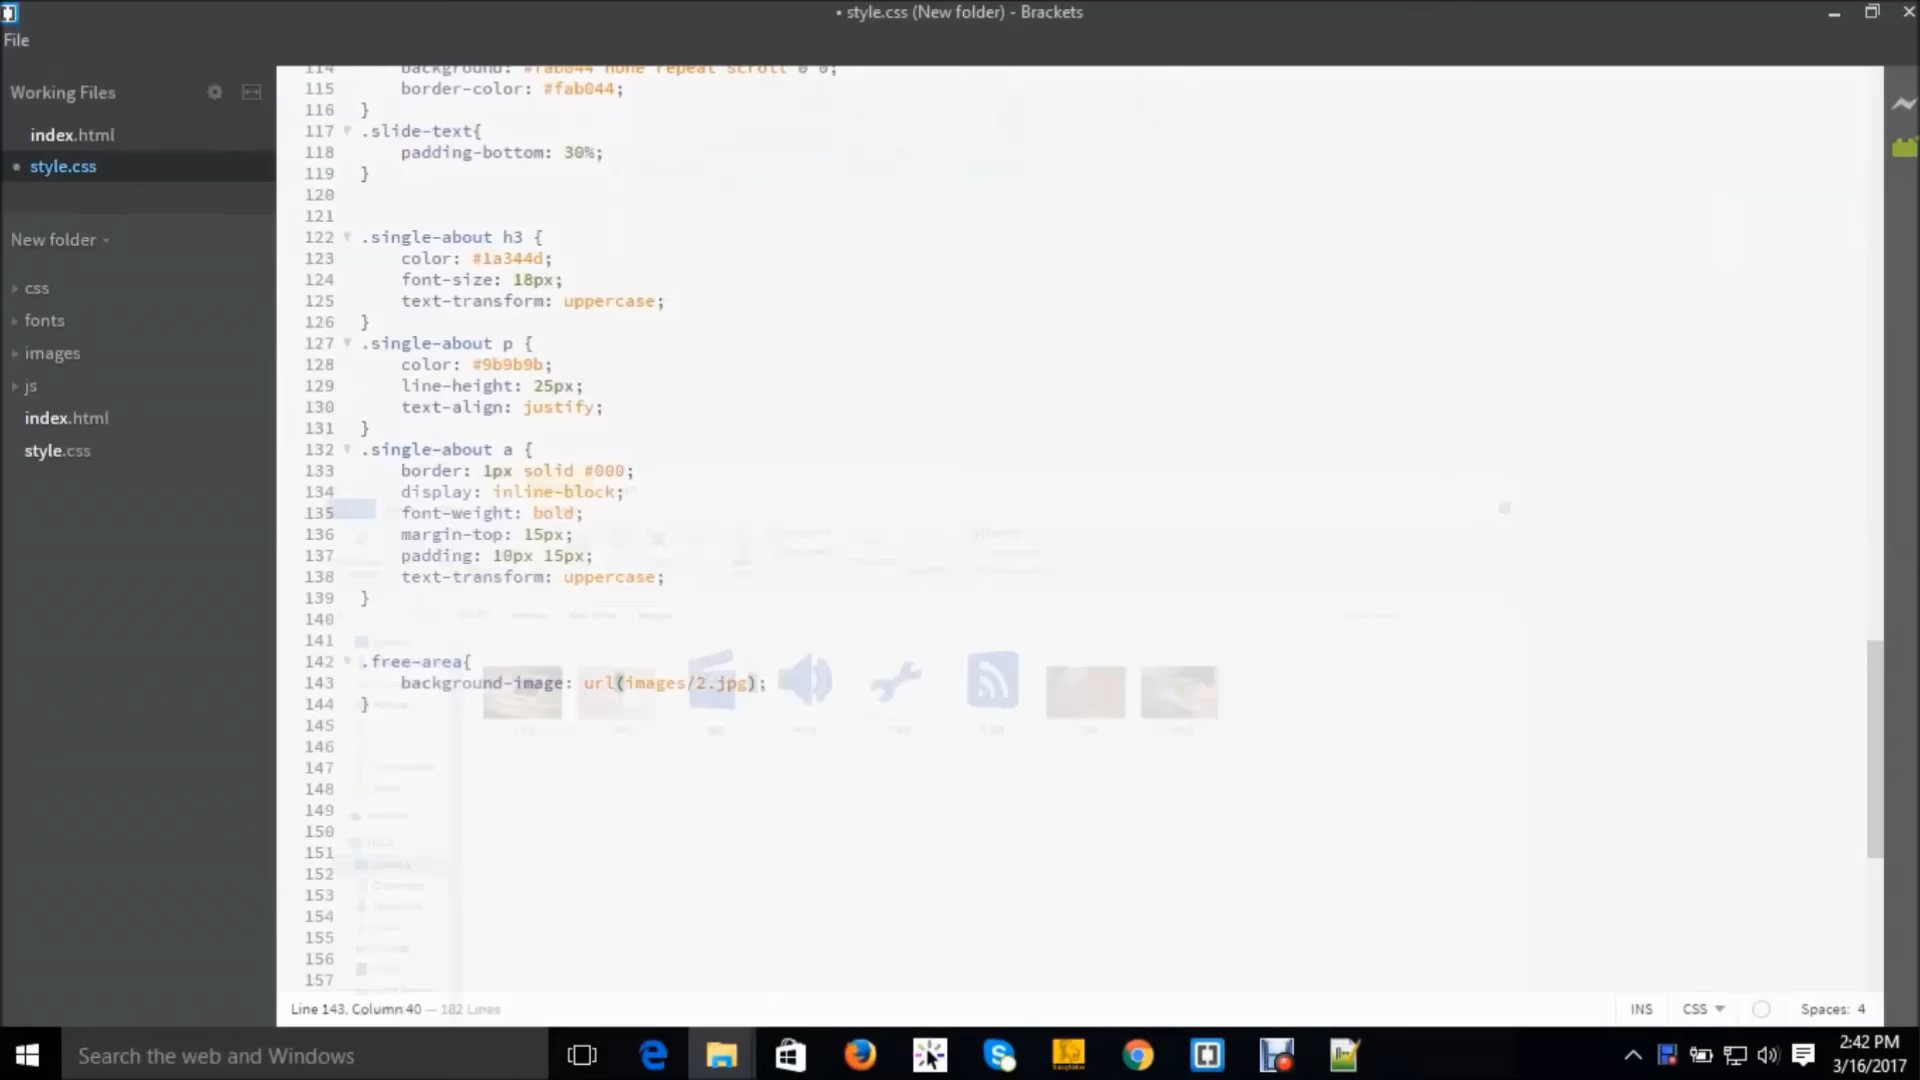 • style.css (New folder) - Brackets
File
Working Files
index.html
• style.css
New folder
css
fonts
images
js
index.html
style.css
114 background: #fab044 none repeat scroll 0 0;
115 border-color: #fab044;
116 }
117 .slide-text{
118 padding-bottom: 30%;
119 }
120
121
122 .single-about h3 {
123 color: #1a344d;
124 font-size: 18px;
125 text-transform: uppercase;
126 }
127 .single-about p {
128 color: #9b9b9b;
129 line-height: 25px;
130 text-align: justify;
131 }
132 .single-about a {
133 border: 1px solid #000;
134 display: inline-block;
135 font-weight: bold;
136 margin-top: 15px;
137 padding: 10px 15px;
138 text-transform: uppercase;
139 }
140
141
142 .free-area{
143 background-image: url(images/2.jpg);
144 }
145
146
147
148
149
150
151
152
153
154
155
156
157
Line 143, Column 40 — 182 Lines
INS CSS Spaces: 4
Search the web and Windows
2:42 PM
3/16/2017